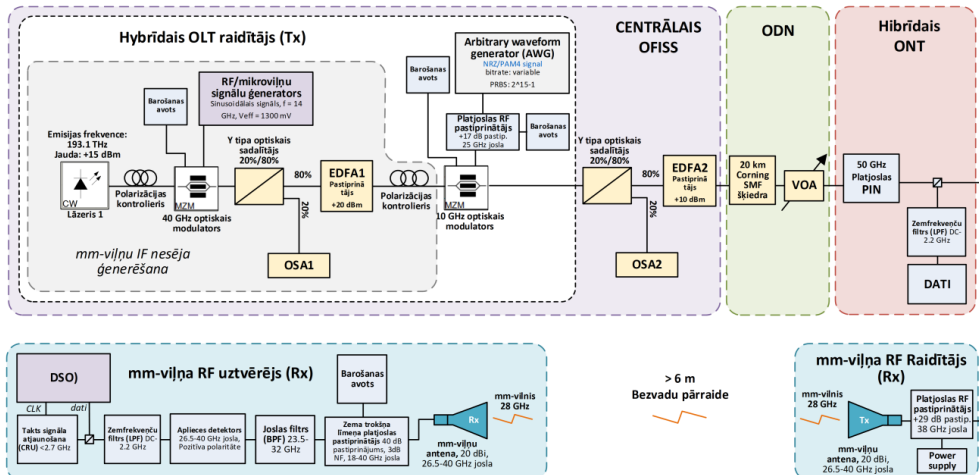 Hybrīdais OLT raidītājs (Tx)
CENTRĀLAIS
OFISS
ODN
Hibrīdais
ONT
Barošanas
avots
RF/mikroviļņu
signālu ģenerators
Sinusoidālais signāls, f = 14
GHz, Veff = 1300 mV
Barošanas
avots
Arbitrary waveform
generator (AWG)
NRZ/PAM4 signal
bitrate: variable
PRBS: 2^15-1
Platjoslas RF
pastiprinātājs
+17 dB pastip.
25 GHz josla
Barošanas
avots
Emisijas frekvence:
193.1 THz
Jauda: +15 dBm
CW
Lāzeris 1
Polarizācijas
kontrolieris
MZM
40 GHz optiskais
modulators
Y tipa optiskais
sadalītājs
20%/80%
80%
20%
OSA1
EDFA1
Pastiprinā
tājs
+20 dBm
Polarizācijas
kontrolieris
MZM
10 GHz optiskais
modulators
mm-viļņu IF nesēja
ģenerēšana
Y tipa optiskais
sadalītājs
20%/80%
80%
20%
OSA2
EDFA2
Pastiprinā
tājs
+10 dBm
20 km
Corning
SMF
šķiedra
VOA
50 GHz
Platjoslas
PIN
Zemfrekvenču
filtrs (LPF) DC-
2.2 GHz
DATI
mm-viļņa RF uztvērējs (Rx)
DSO)
CLK
dati
Takts signāla
atjaunošana
(CRU) <2.7 GHz
Zemfrekvenču
filtrs (LPF) DC-
2.2 GHz
Aplieces detektors
26.5-40 GHz josla,
Pozitīva polaritāte
Joslas filtrs
(BPF) 23.5-
32 GHz
Barošanas
avots
Zema trokšņa
līmeņa platjoslas
pastiprinātājs 40 dB
pastiprinājums, 3dB
NF, 18-40 GHz josla
Rx
mm-vilnis
28 GHz
mm-viļņu
antena, 20 dBi,
26.5-40 GHz josla
> 6 m
Bezvadu pārraide
mm-viļņa RF Raidītājs
(Rx)
mm-vilnis
28 GHz
Tx
mm-viļņu
antena, 20 dBi,
26.5-40 GHz josla
Platjoslas RF
pastiprinātājs
+29 dB pastip.
38 GHz josla
Power
supply